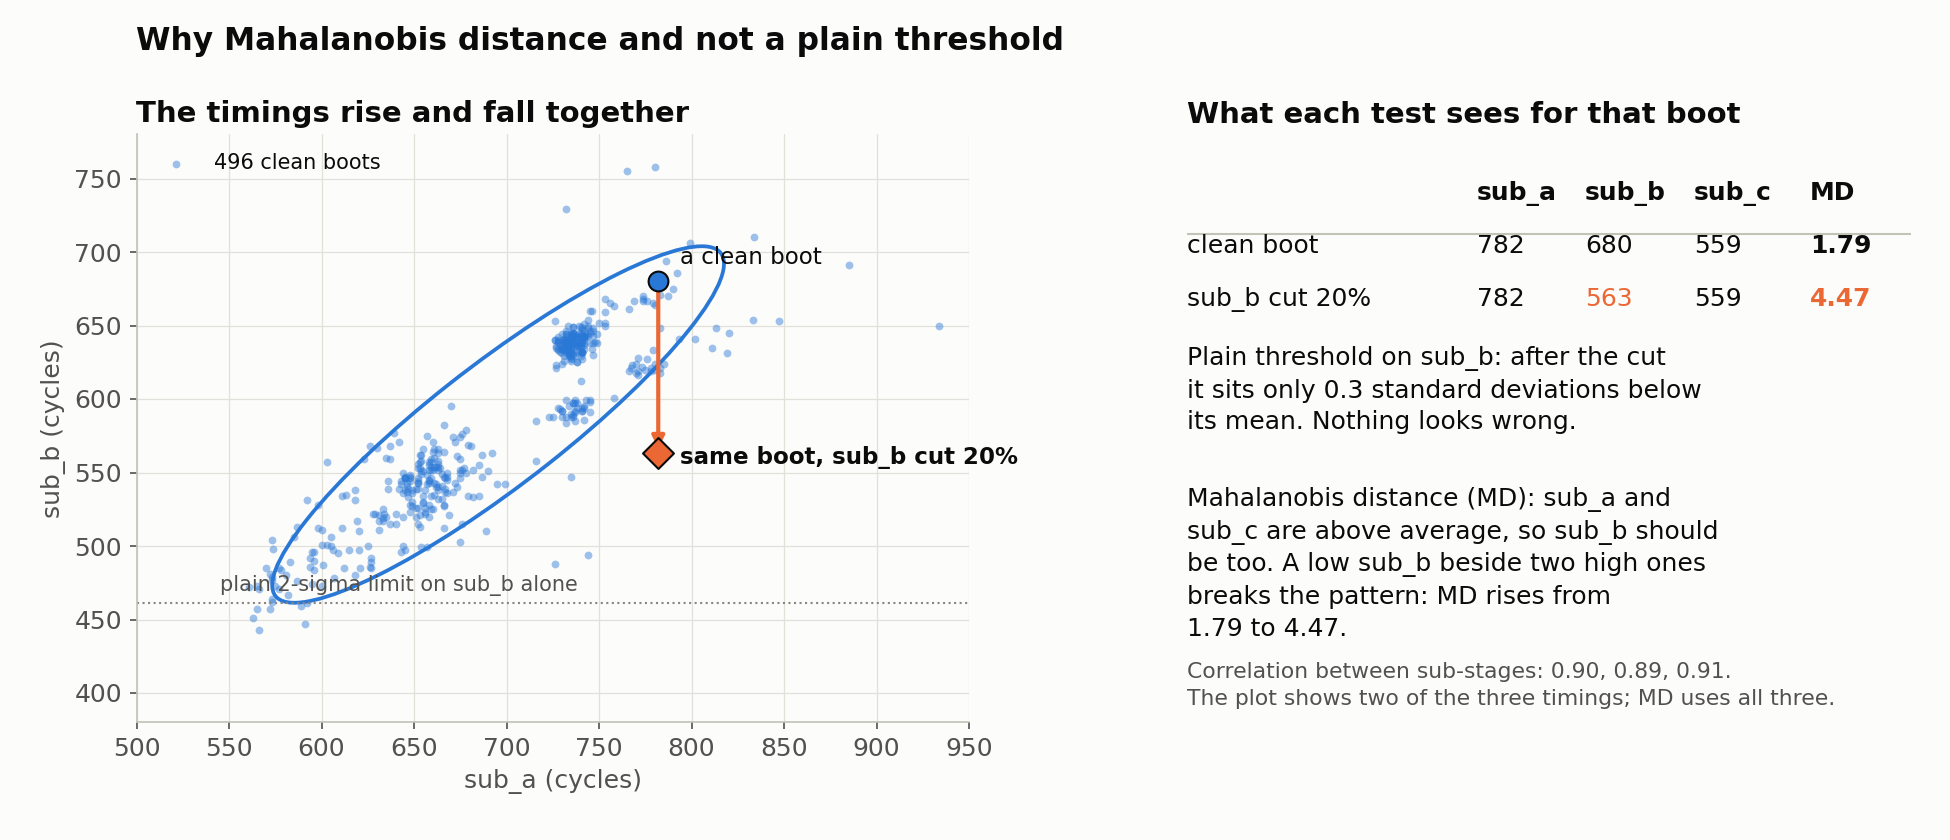 Why Mahalanobis distance and not a plain threshold
The timings rise and fall together
496 clean boots
a clean boot
same boot, sub_b cut 20%
plain 2-sigma limit on sub_b alone
750
700
650
600
550
500
450
400
sub_b (cycles)
500 550 600 650 700 750 800 850 900 950
sub_a (cycles)
What each test sees for that boot
sub_a sub_b sub_c MD
clean boot 782 680 559 1.79
sub_b cut 20% 782 563 559 4.47
Plain threshold on sub_b: after the cut
it sits only 0.3 standard deviations below
its mean. Nothing looks wrong.
Mahalanobis distance (MD): sub_a and
sub_c are above average, so sub_b should
be too. A low sub_b beside two high ones
breaks the pattern: MD rises from
1.79 to 4.47.
Correlation between sub-stages: 0.90, 0.89, 0.91.
The plot shows two of the three timings; MD uses all three.